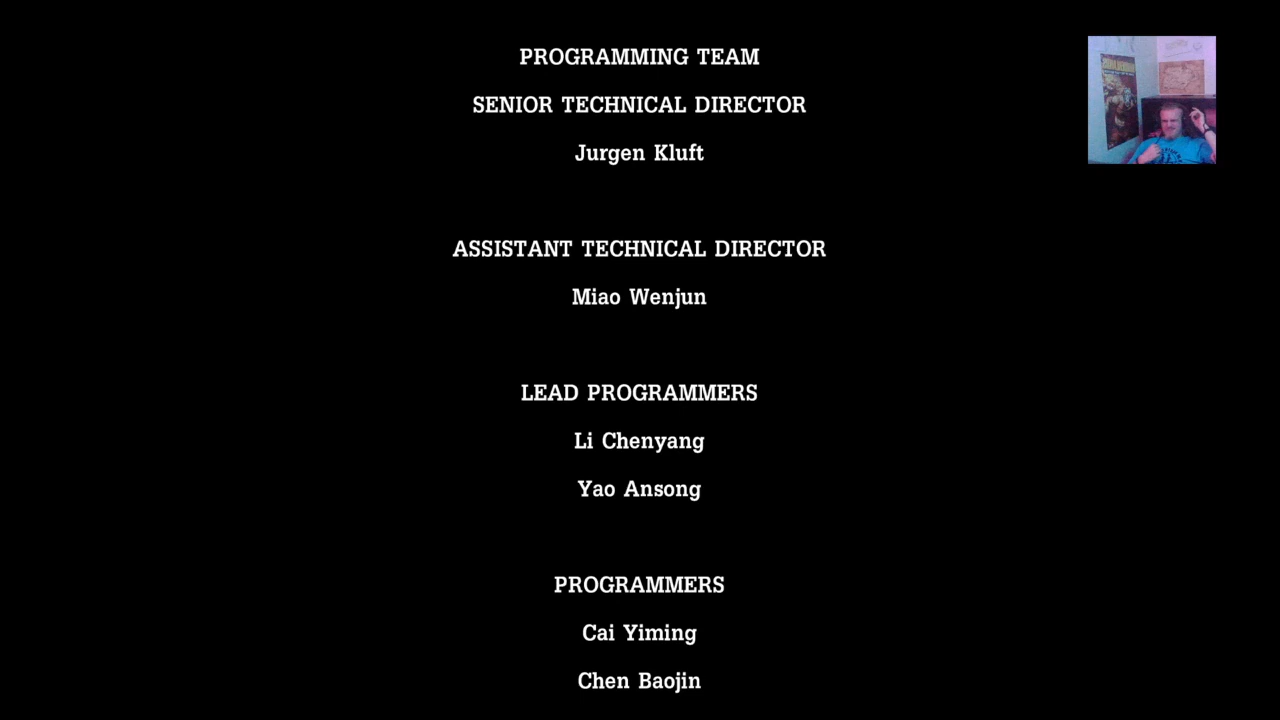 PROGRAMMING TEAM
SENIOR TECHNICAL DIRECTOR
Jurgen Kluft
ASSISTANT TECHNICAL DIRECTOR
Miao Wenjun
LEAD PROGRAMMERS
Li Chenyang
Yao Ansong
PROGRAMMERS
Cai Yiming
Chen Baojin